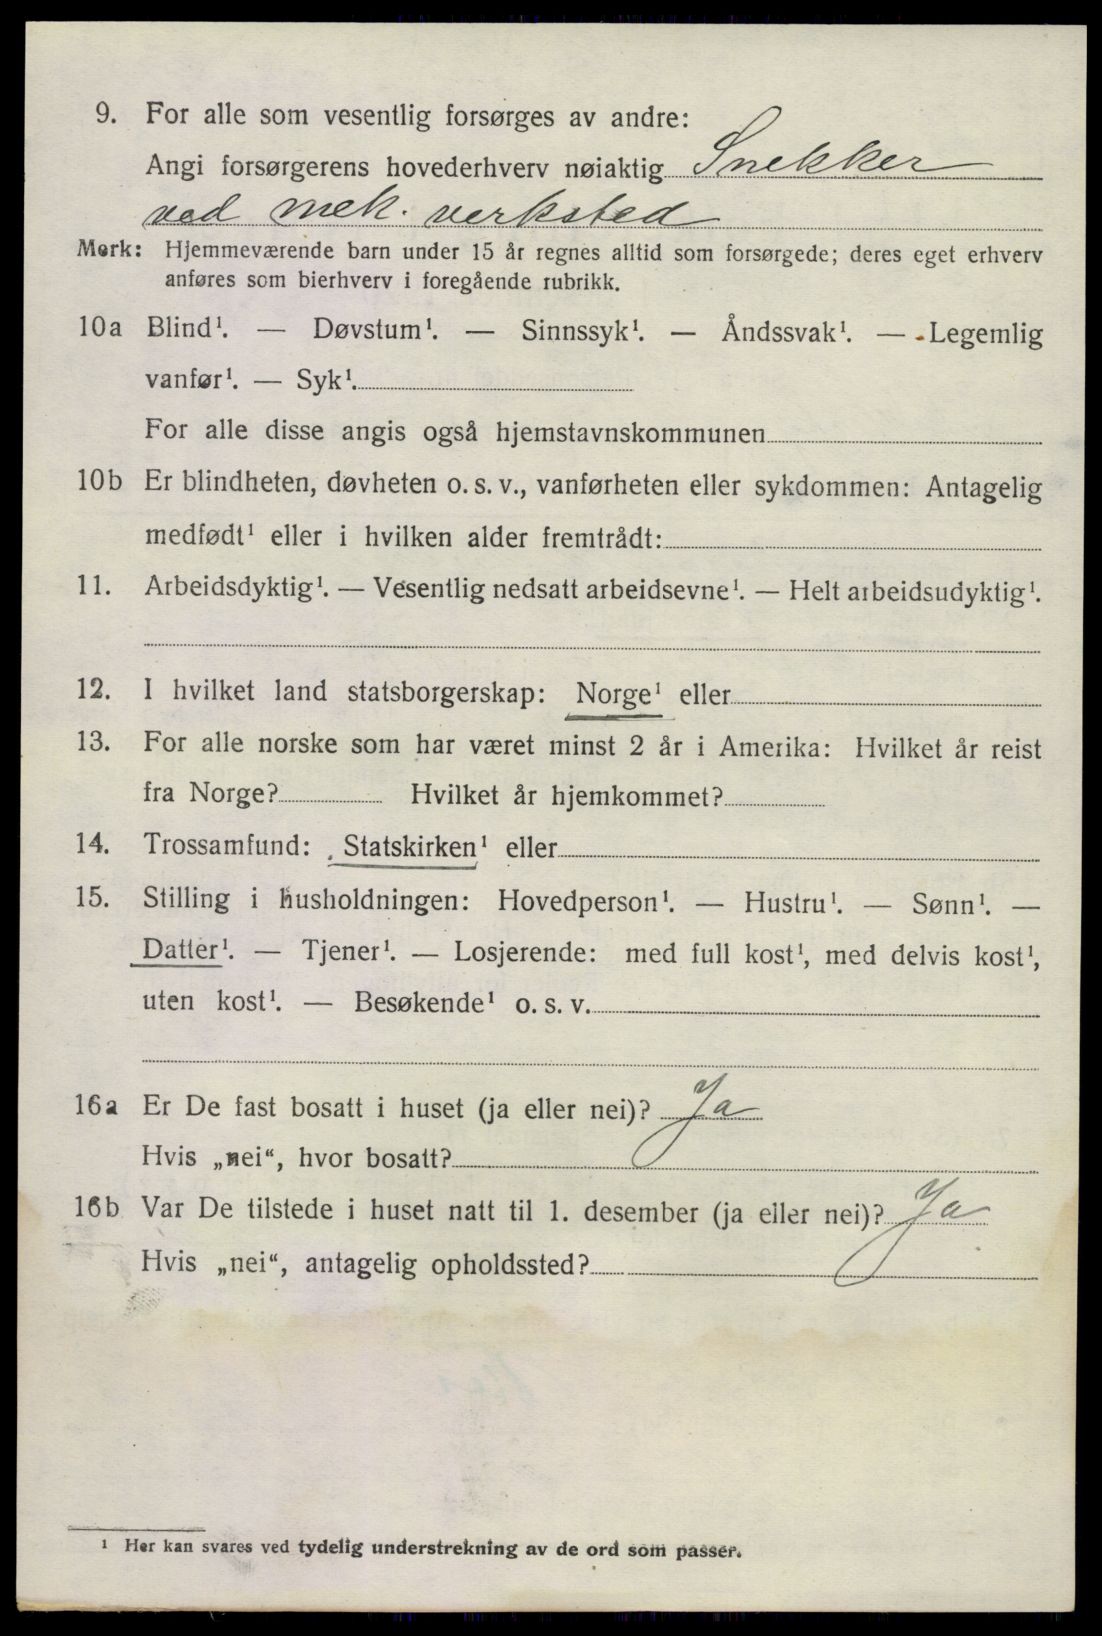 9. For alle som vesentlig forsørges av andre:
Angi forsørgerens hovederhverv nøiaktig Snekker
ved mek. verksted
Merk: Hjemmeværende barn under 15 år regnes alltid som forsørgede; deres eget erhverv
anføres som bierhverv i foregående rubrikk.
10a Blind¹. — Døvstum¹. — Sinnssyk¹. — Åndssvak¹. — Legemlig
vanfør¹. — Syk¹.
For alle disse angis også hjemstavnskommunen
10b Er blindheten, døvheten o. s. v., vanførheten eller sykdommen: Antagelig
medfødt¹ eller i hvilken alder fremtrådt:
11. Arbeidsdyktig¹. — Vesentlig nedsatt arbeidsevne¹. — Helt arbeidsudyktig¹.
12. I hvilket land statsborgerskap: Norge¹ eller
13. For alle norske som har været minst 2 år i Amerika: Hvilket år reist
fra Norge? Hvilket år hjemkommet?
14. Trossamfund: Statskirken¹ eller
15. Stilling i husholdningen: Hovedperson¹. — Hustru¹. — Sønn¹. —
Datter¹. — Tjener¹. — Losjerende: med full kost¹, med delvis kost¹,
uten kost¹. — Besøkende¹ o. s. v.
16a Er De fast bosatt i huset (ja eller nei)? Ja
Hvis „nei“, hvor bosatt?
16b Var De tilstede i huset natt til 1. desember (ja eller nei)? Ja
Hvis „nei“, antagelig opholdssted?
¹ Her kan svares ved tydelig understrekning av de ord som passer.